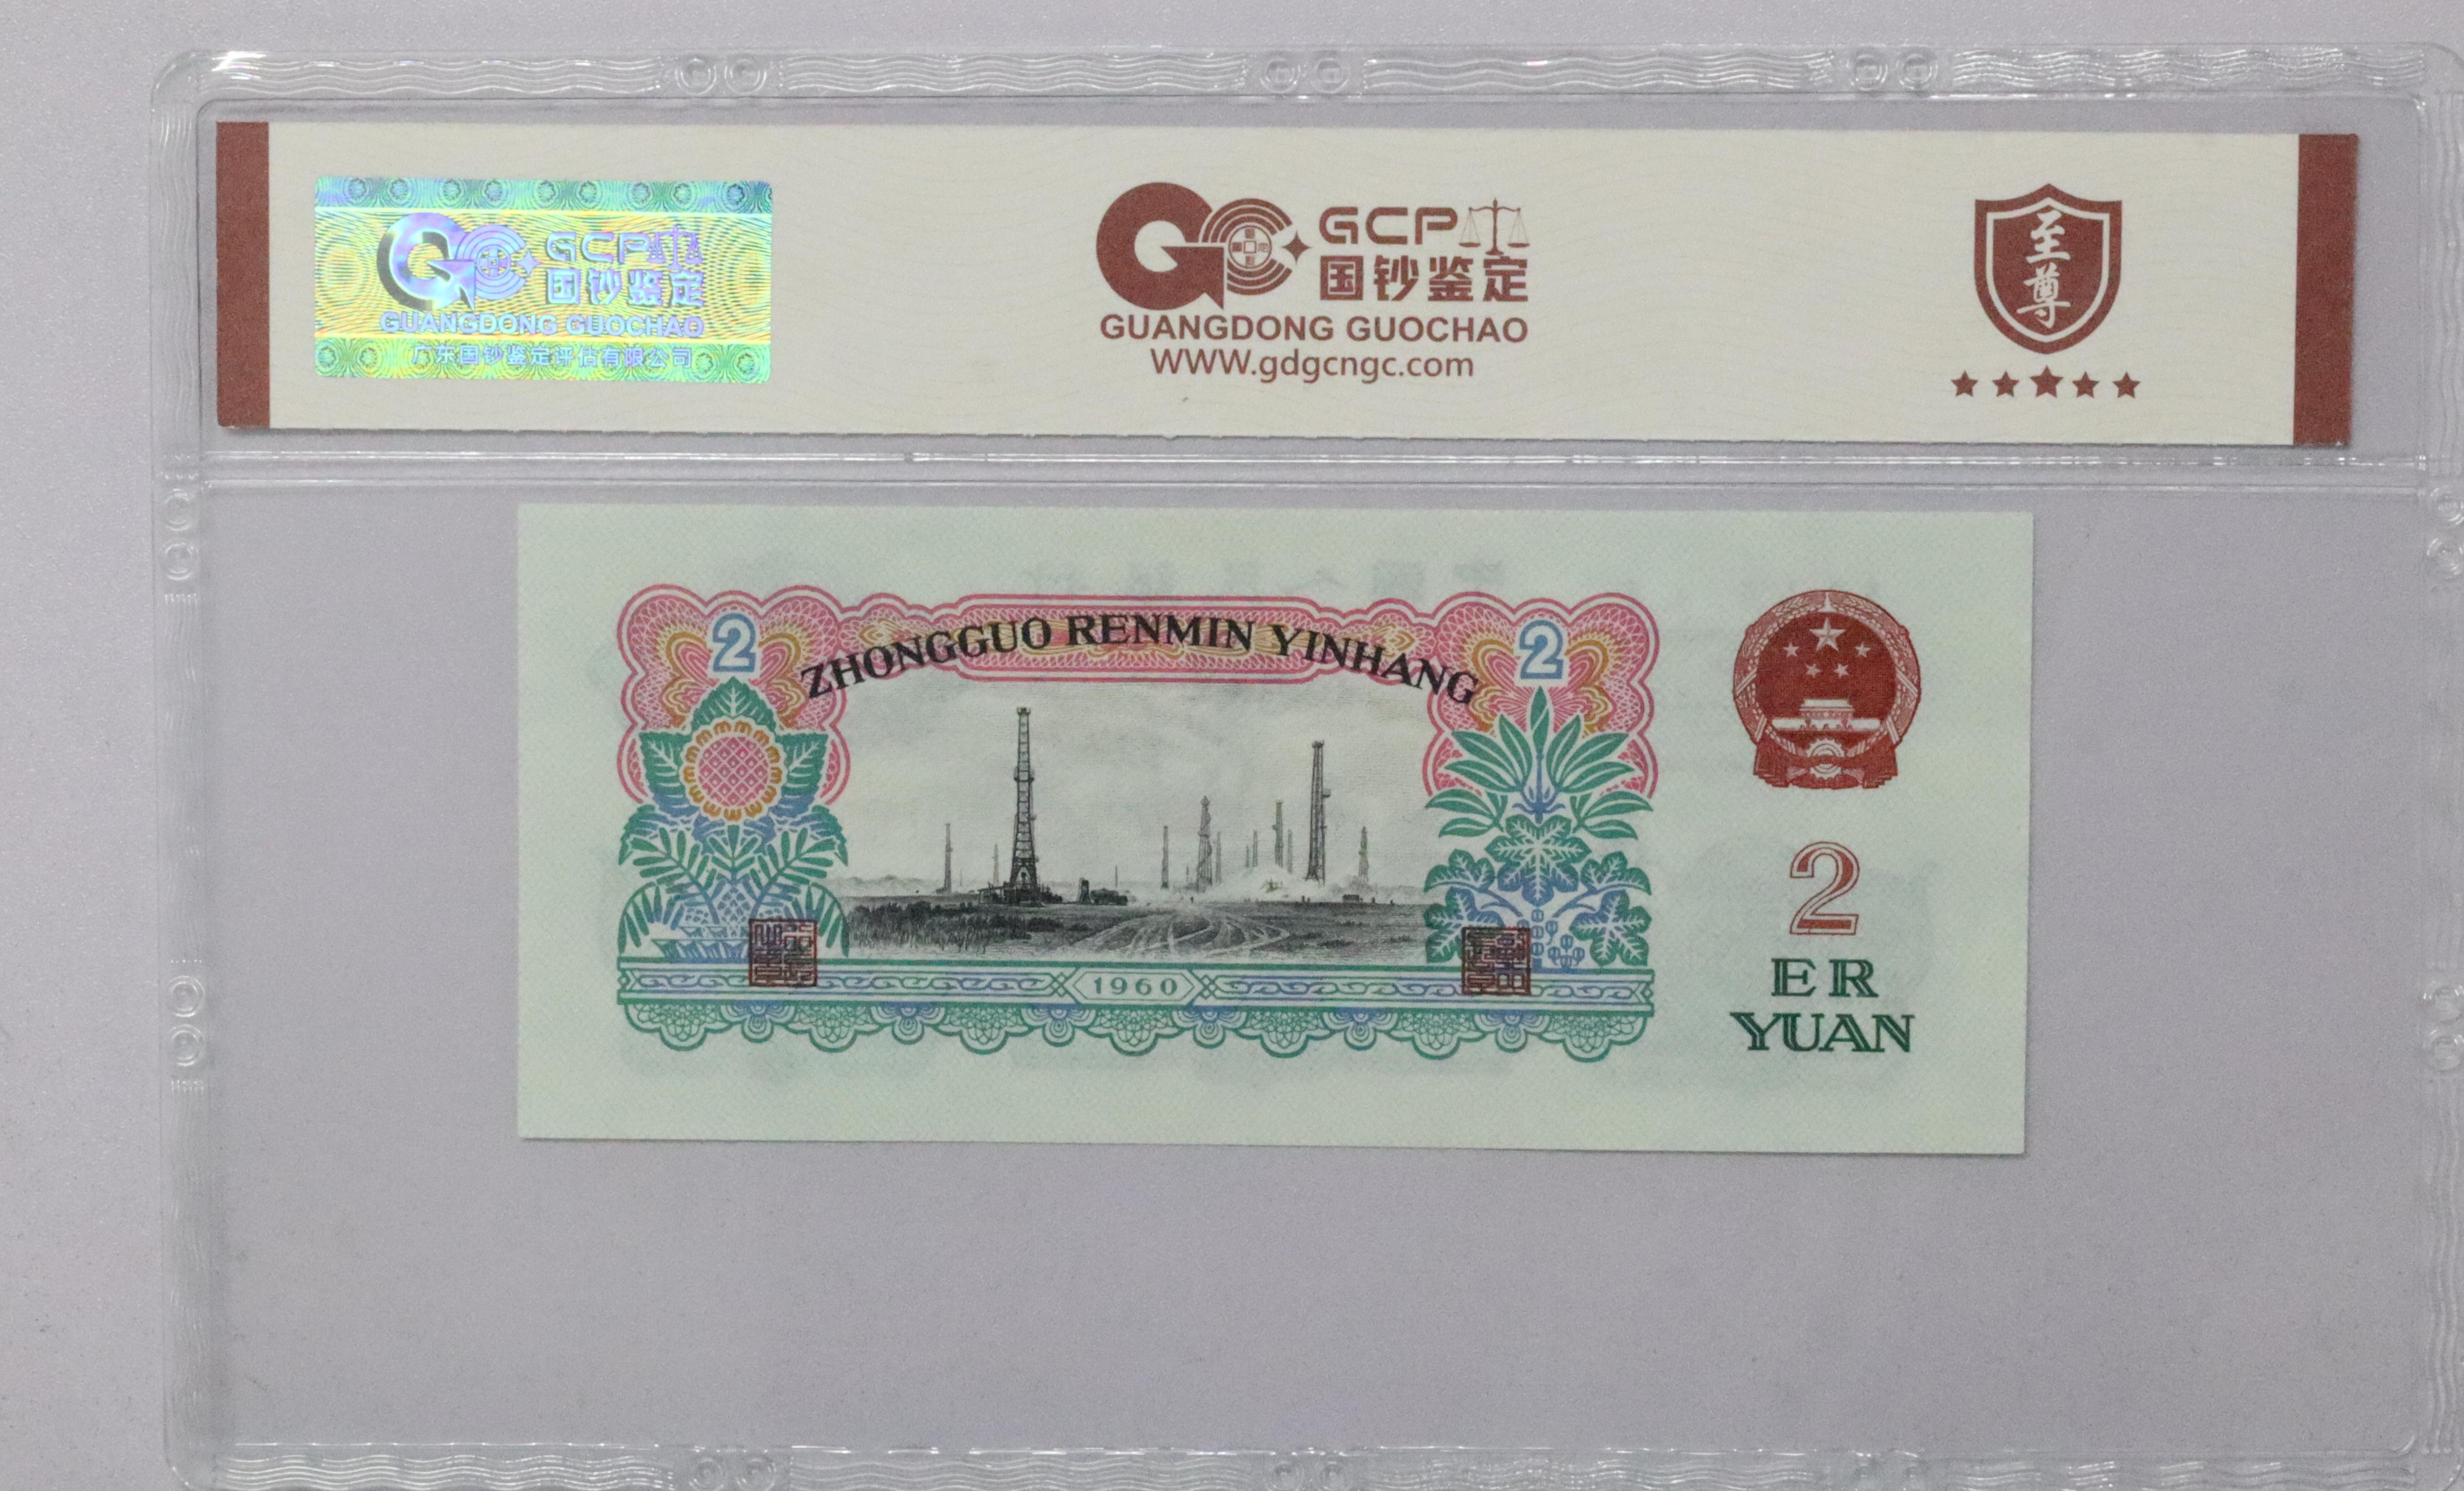 GCP
国钞鉴定
GUANGDONG GUOCHAO
广东国钞鉴定评估有限公司
GCP
国钞鉴定
GUANGDONG GUOCHAO
WWW.gdgcngc.com
至尊
2
ZHONGGUO RENMIN YINHANG
2
1960
2
ER
YUAN